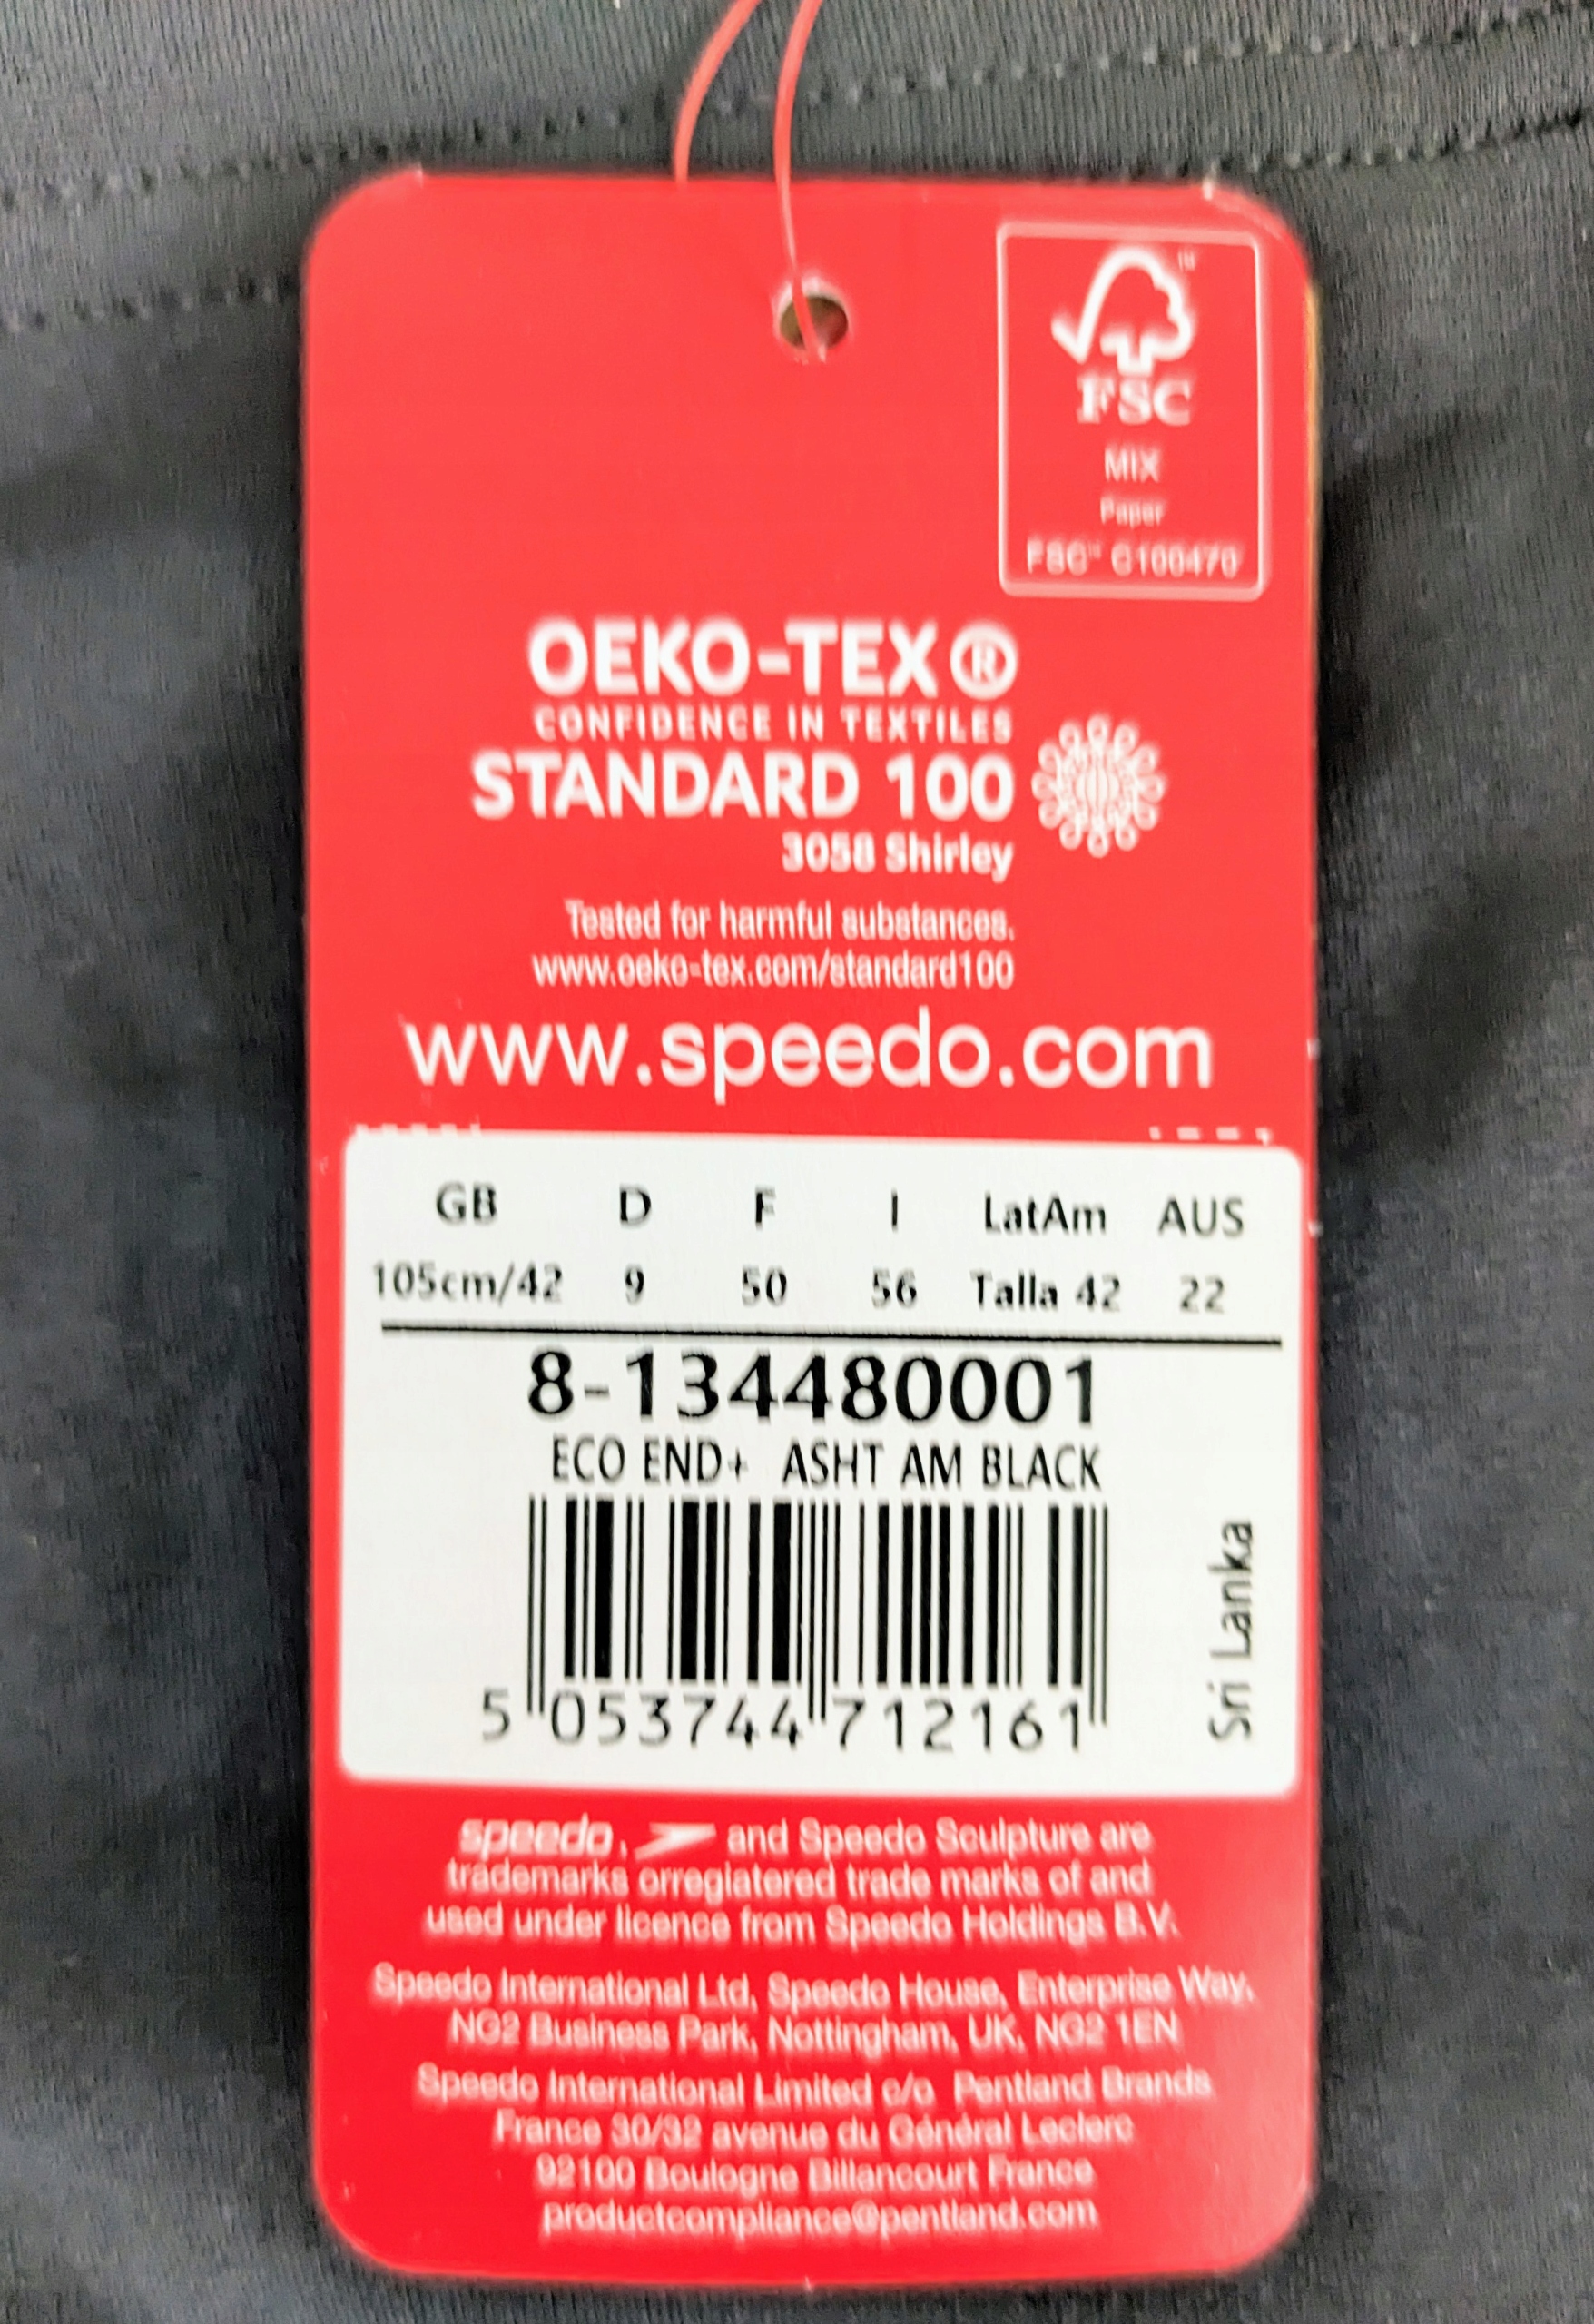 ™
FSC
MIX
Paper
FSC™ C100470
OEKO-TEX®
CONFIDENCE IN TEXTILES
STANDARD 100
3058 Shirley
Tested for harmful substances.
www.oeko-tex.com/standard100
www.speedo.com
GB D F I LatAm AUS
105cm/42 9 50 56 Talla 42 22
8-134480001
ECO END+ ASHT AM BLACK
5 053744 712161
Sri Lanka
speedo, and Speedo Sculpture are
trademarks orregistered trade marks of and
used under licence from Speedo Holdings B.V.
Speedo International Ltd, Speedo House, Enterprise Way,
NG2 Business Park, Nottingham, UK, NG2 1EN
Speedo International Limited c/o Pentland Brands
France 30/32 avenue du Général Leclerc
92100 Boulogne Billancourt France
productcompliance@pentland.com